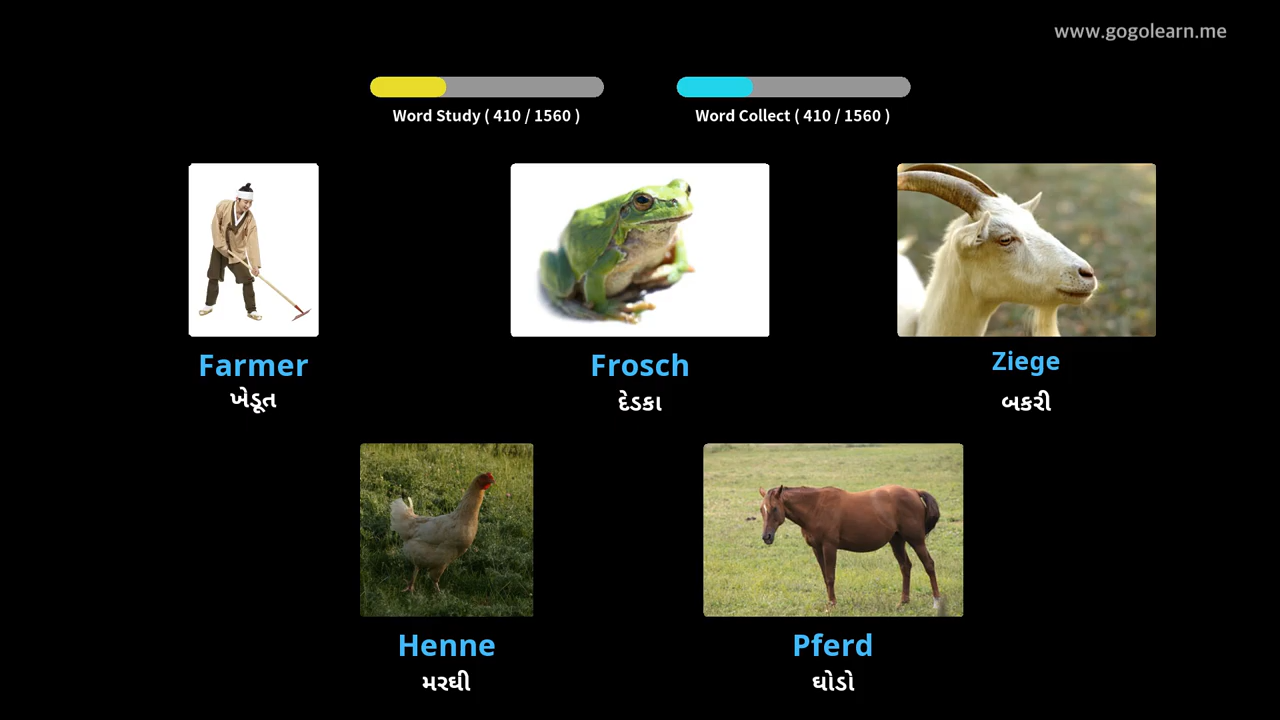 www.gogolearn.me
Word Study ( 410 / 1560 )
Word Collect ( 410 / 1560 )
Farmer
ખેડૂત
Frosch
દેડકા
Ziege
બકરી
Henne
મરઘી
Pferd
ઘોડો